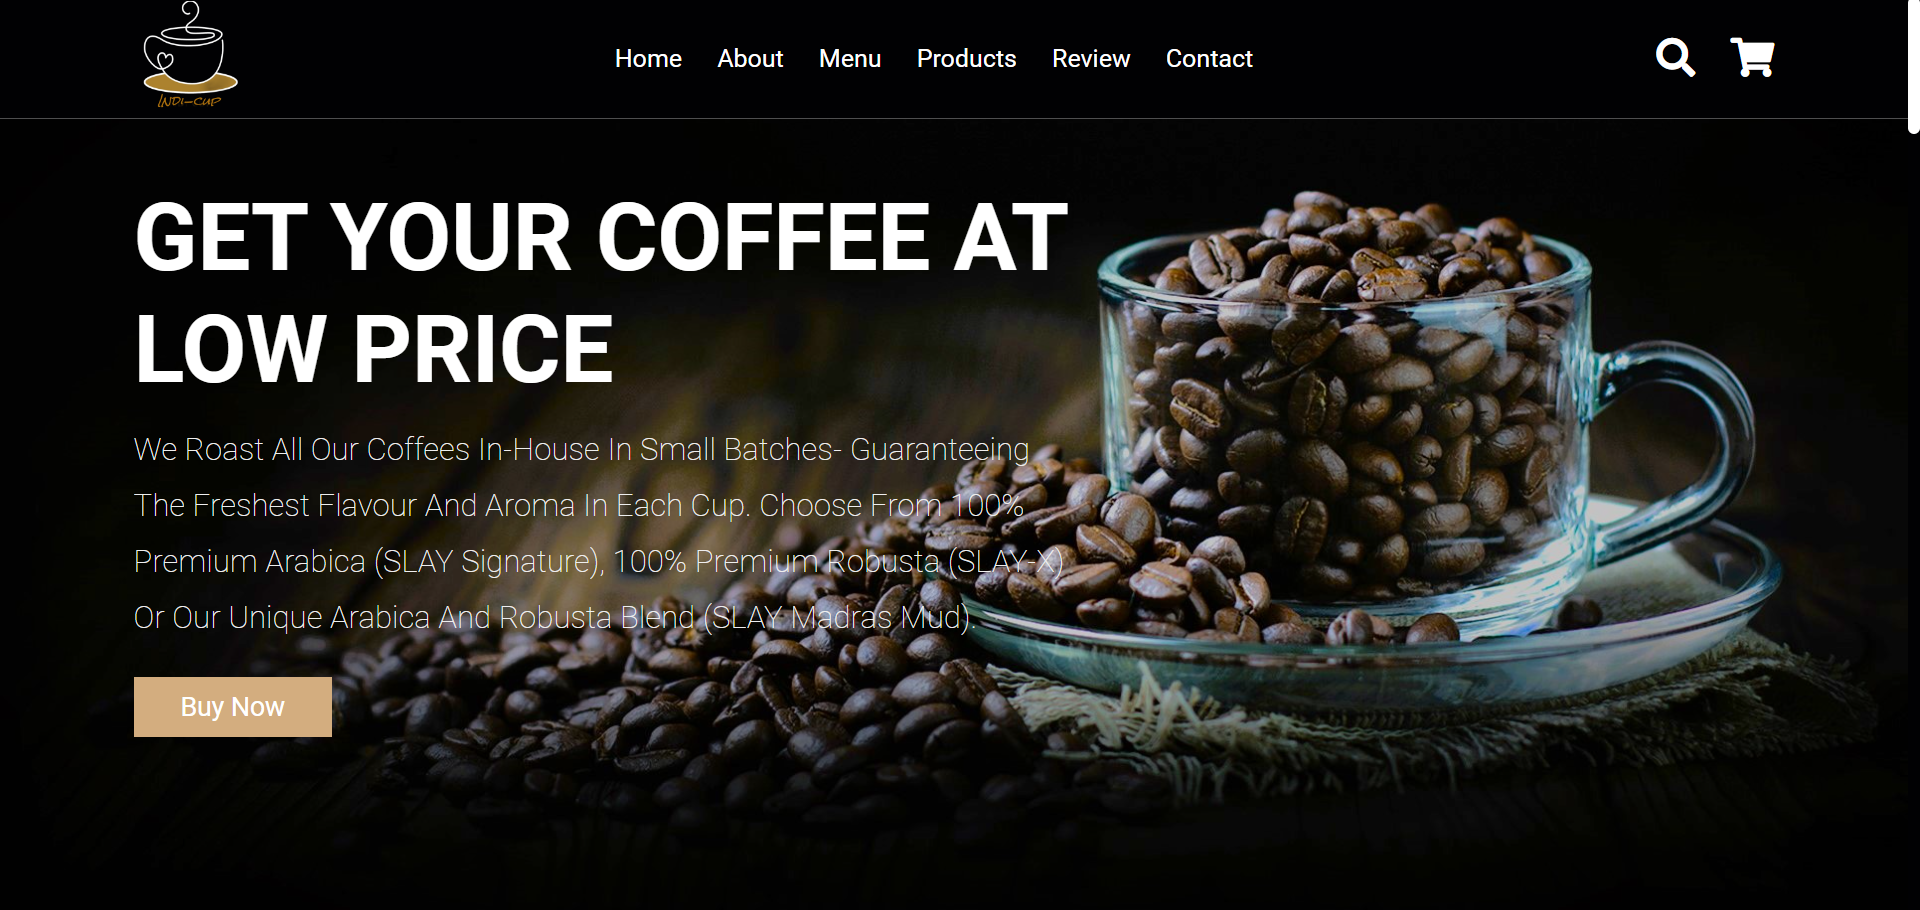 INDI-CUP
Home About Menu Products Review Contact
GET YOUR COFFEE AT
LOW PRICE
We Roast All Our Coffees In-House In Small Batches- Guaranteeing
The Freshest Flavour And Aroma In Each Cup. Choose From 100%
Premium Arabica (SLAY Signature), 100% Premium Robusta (SLAY-X)
Or Our Unique Arabica And Robusta Blend (SLAY Madras Mud).
Buy Now